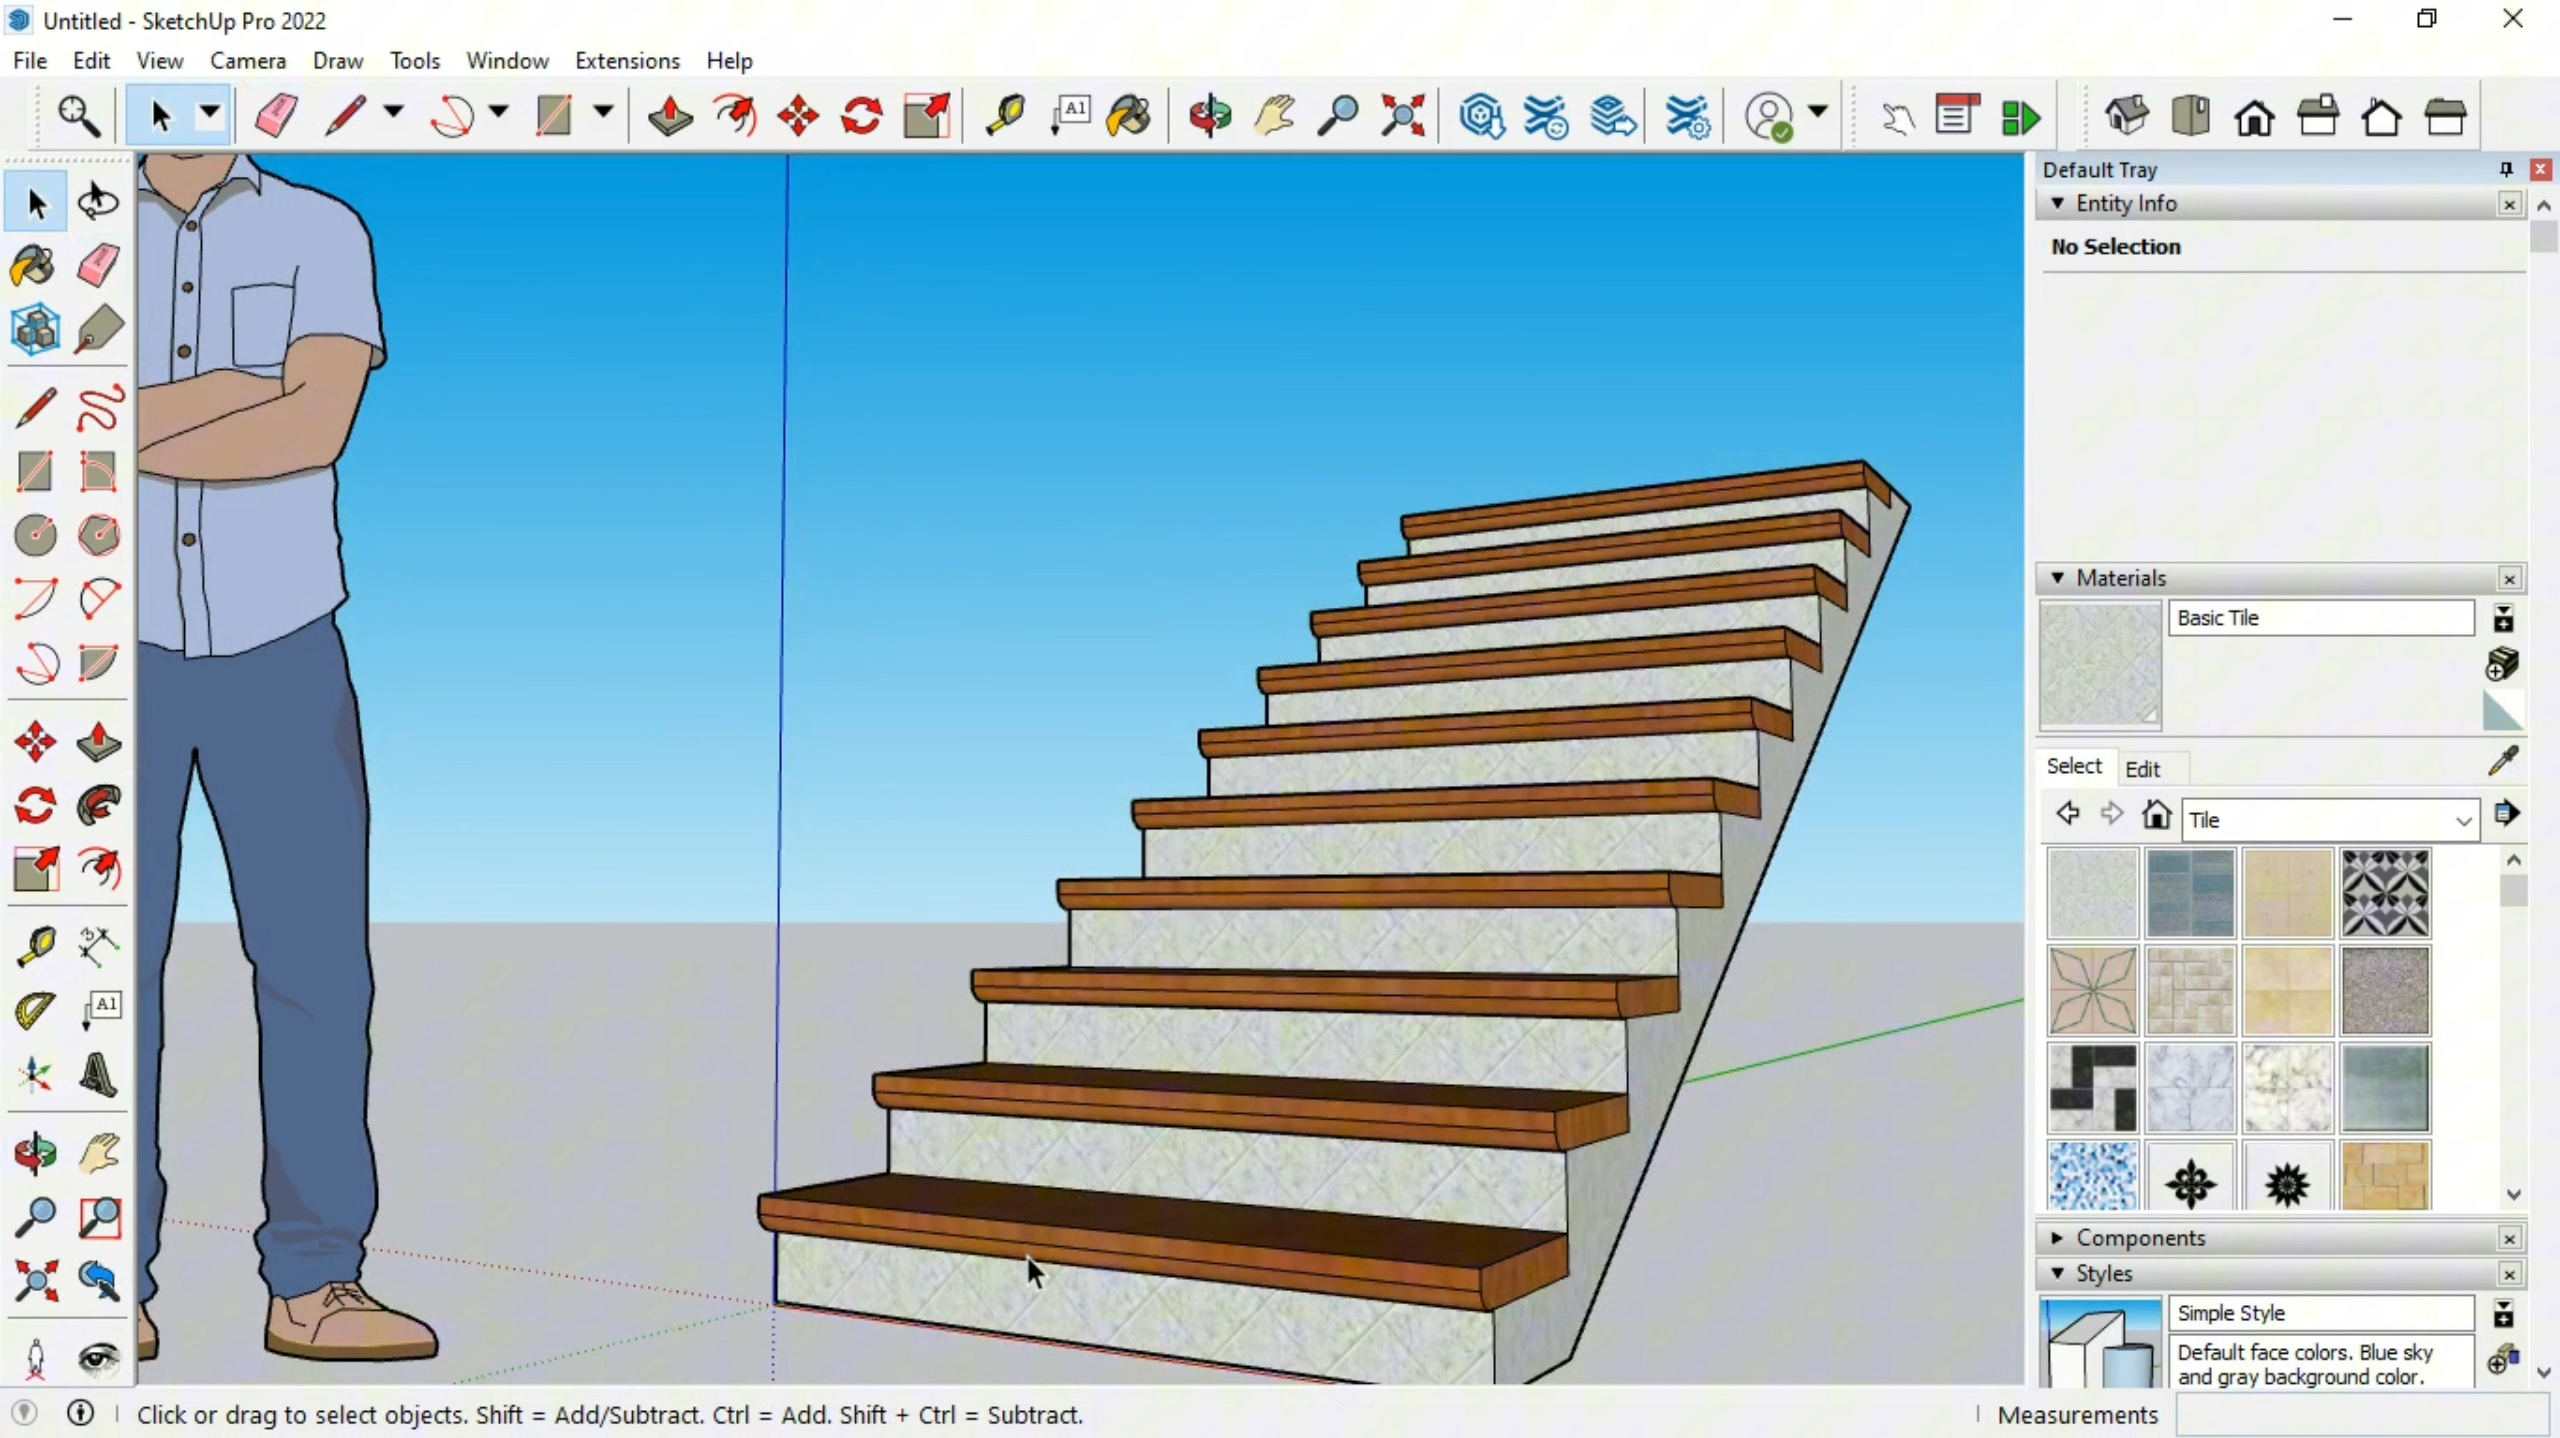 Untitled - SketchUp Pro 2022
File Edit View Camera Draw Tools Window Extensions Help
A1
Default Tray
Entity Info
No Selection
Materials
Basic Tile
Select Edit
Tile
A1
Components
Styles
Simple Style
Default face colors. Blue sky
and gray background color.
Click or drag to select objects. Shift = Add/Subtract. Ctrl = Add. Shift + Ctrl = Subtract.
Measurements